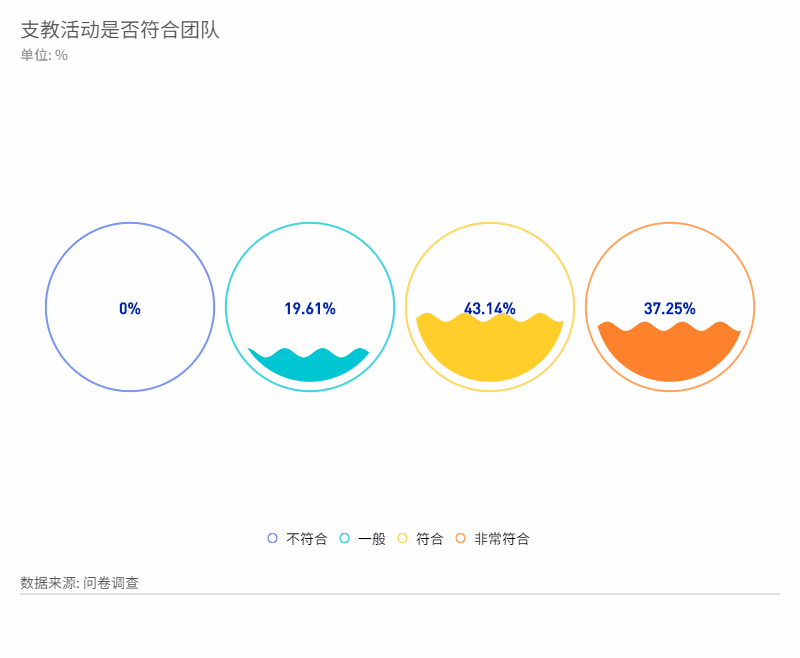 支教活动是否符合团队
单位: %
0% 19.61% 43.14% 37.25%
不符合 一般 符合 非常符合
数据来源: 问卷调查